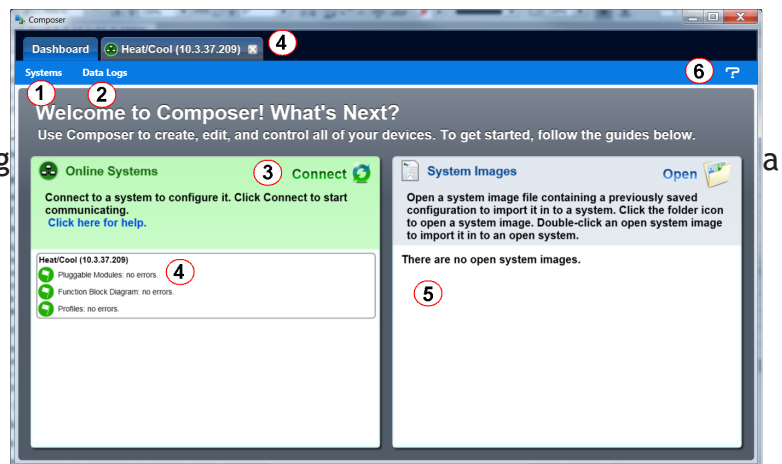 Composer
Dashboard Heat/Cool (10.3.37.209) 4
Systems Data Logs 6
1 2
Welcome to Composer! What's Next?
Use Composer to create, edit, and control all of your devices. To get started, follow the guides below.
g
a
Online Systems 3 Connect
Connect to a system to configure it. Click Connect to start
communicating.
Click here for help.
Heat/Cool (10.3.37.209)
Pluggable Modules: no errors. 4
Function Block Diagram: no errors.
Profiles: no errors.
System Images Open
Open a system image file containing a previously saved
configuration to import it in to a system. Click the folder icon
to open a system image. Double-click an open system image
to import it in to an open system.
There are no open system images.
5